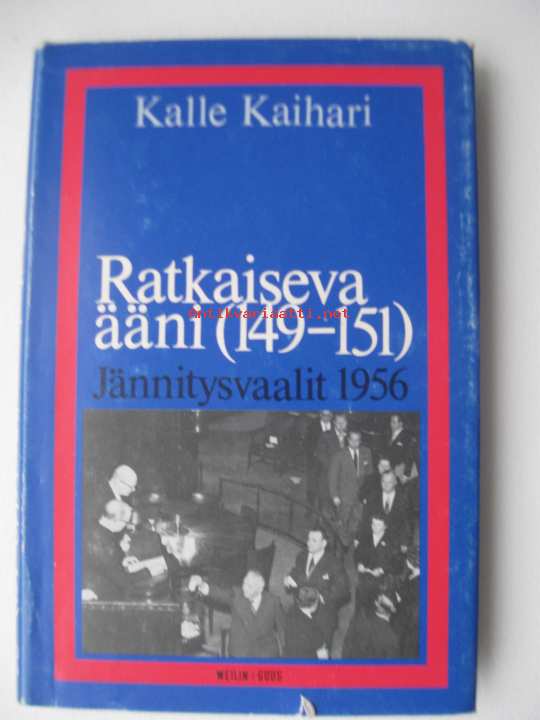 Kalle Kaihari
Ratkaiseva
Antikvariaatti.net
ääni (149–151)
Jännitysvaalit 1956
WEILIN+GÖÖS